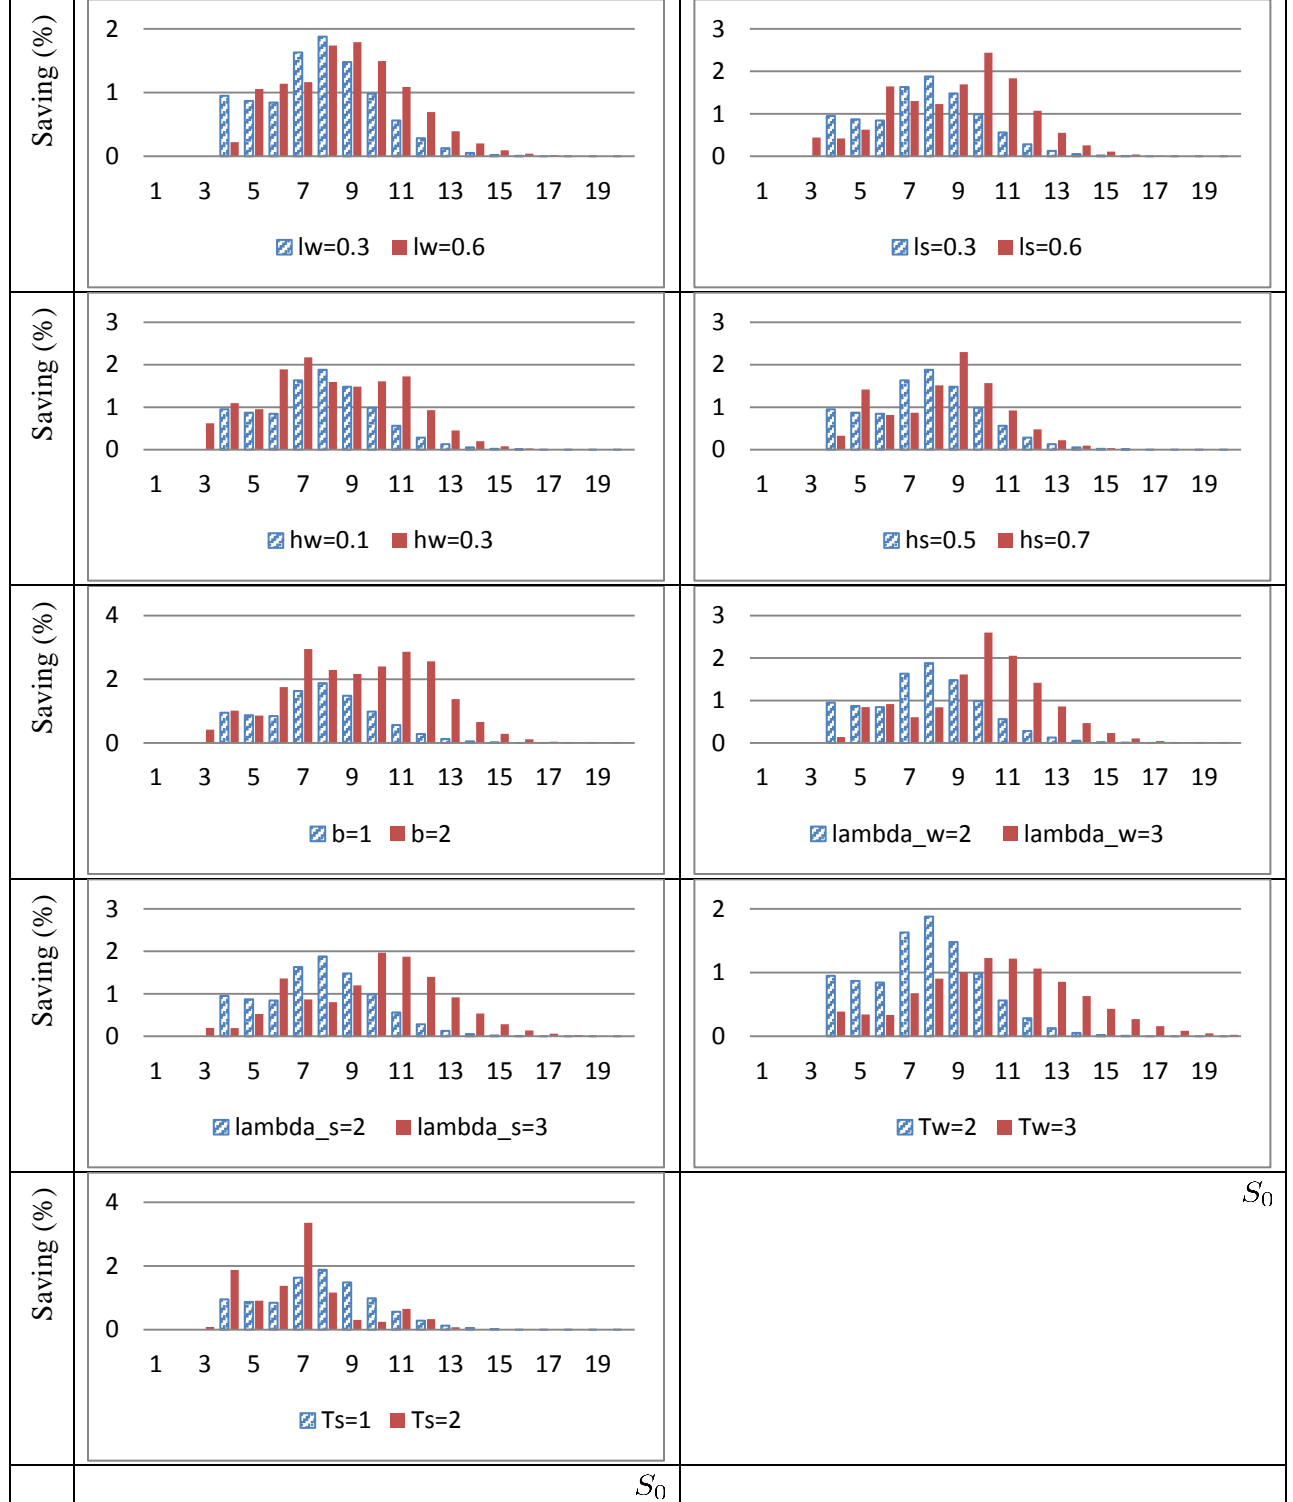 Saving (%)
2
1
0
1 3 5 7 9 11 13 15 17 19
lw=0.3 lw=0.6
3
2
1
0
1 3 5 7 9 11 13 15 17 19
ls=0.3 ls=0.6
Saving (%)
3
2
1
0
1 3 5 7 9 11 13 15 17 19
hw=0.1 hw=0.3
3
2
1
0
1 3 5 7 9 11 13 15 17 19
hs=0.5 hs=0.7
Saving (%)
4
2
0
1 3 5 7 9 11 13 15 17 19
b=1 b=2
3
2
1
0
1 3 5 7 9 11 13 15 17 19
lambda_w=2 lambda_w=3
Saving (%)
3
2
1
0
1 3 5 7 9 11 13 15 17 19
lambda_s=2 lambda_s=3
2
1
0
1 3 5 7 9 11 13 15 17 19
Tw=2 Tw=3
Saving (%)
4
2
0
1 3 5 7 9 11 13 15 17 19
Ts=1 Ts=2
S₀
S₀